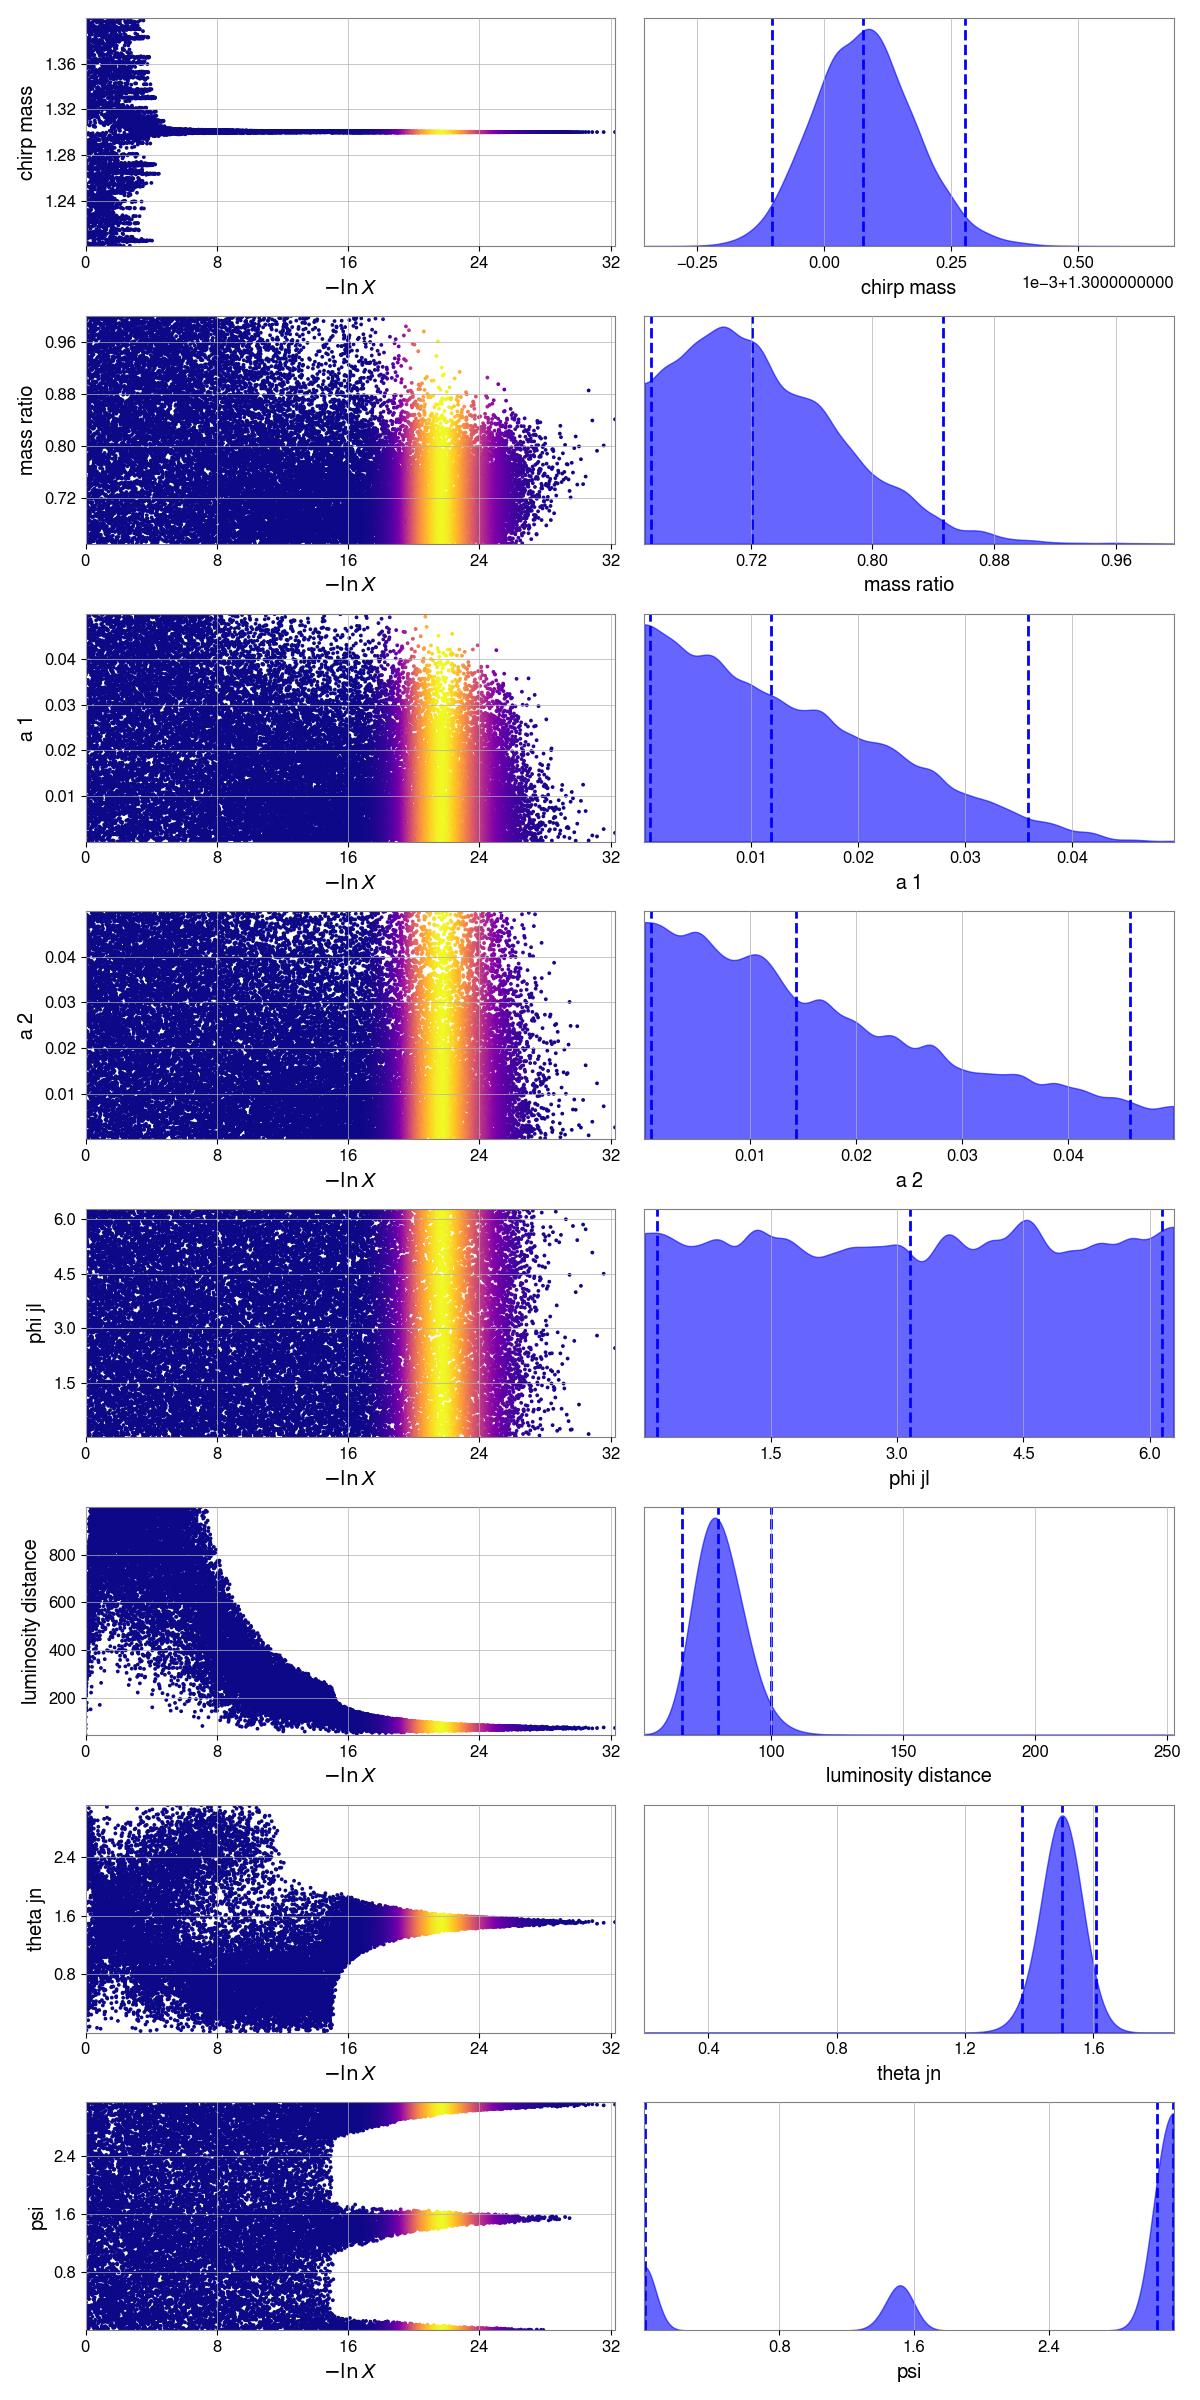 1.36
1.32
1.28
1.24
chirp mass
0 8 16 24 32
−ln X
−0.25 0.00 0.25 0.50
1e−3+1.3000000000
chirp mass
0.96
0.88
0.80
0.72
mass ratio
0 8 16 24 32
−ln X
0.72 0.80 0.88 0.96
mass ratio
0.04
0.03
0.02
0.01
a 1
0 8 16 24 32
−ln X
0.01 0.02 0.03 0.04
a 1
0.04
0.03
0.02
0.01
a 2
0 8 16 24 32
−ln X
0.01 0.02 0.03 0.04
a 2
6.0
4.5
3.0
1.5
phi jl
0 8 16 24 32
−ln X
1.5 3.0 4.5 6.0
phi jl
800
600
400
200
luminosity distance
0 8 16 24 32
−ln X
100 150 200 250
luminosity distance
2.4
1.6
0.8
theta jn
0 8 16 24 32
−ln X
0.4 0.8 1.2 1.6
theta jn
2.4
1.6
0.8
psi
0 8 16 24 32
−ln X
0.8 1.6 2.4
psi